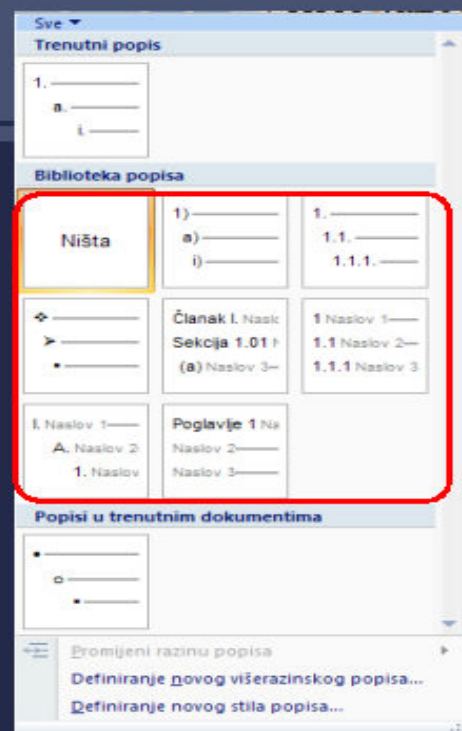 Sve
Trenutni popis
1.
a.
i.
Biblioteka popisa
Ništa
1)
a)
i)
1.
1.1.
1.1.1.
Članak I. Naslo
Sekcija 1.01
(a) Naslov 3
1 Naslov 1
1.1 Naslov 2
1.1.1 Naslov 3
I. Naslov 1
A. Naslov 2
1. Naslov
Poglavlje 1 Na
Naslov 2
Naslov 3
Popisi u trenutnim dokumentima
Promijeni razinu popisa
Definiranje novog višerazinskog popisa...
Definiranje novog stila popisa...